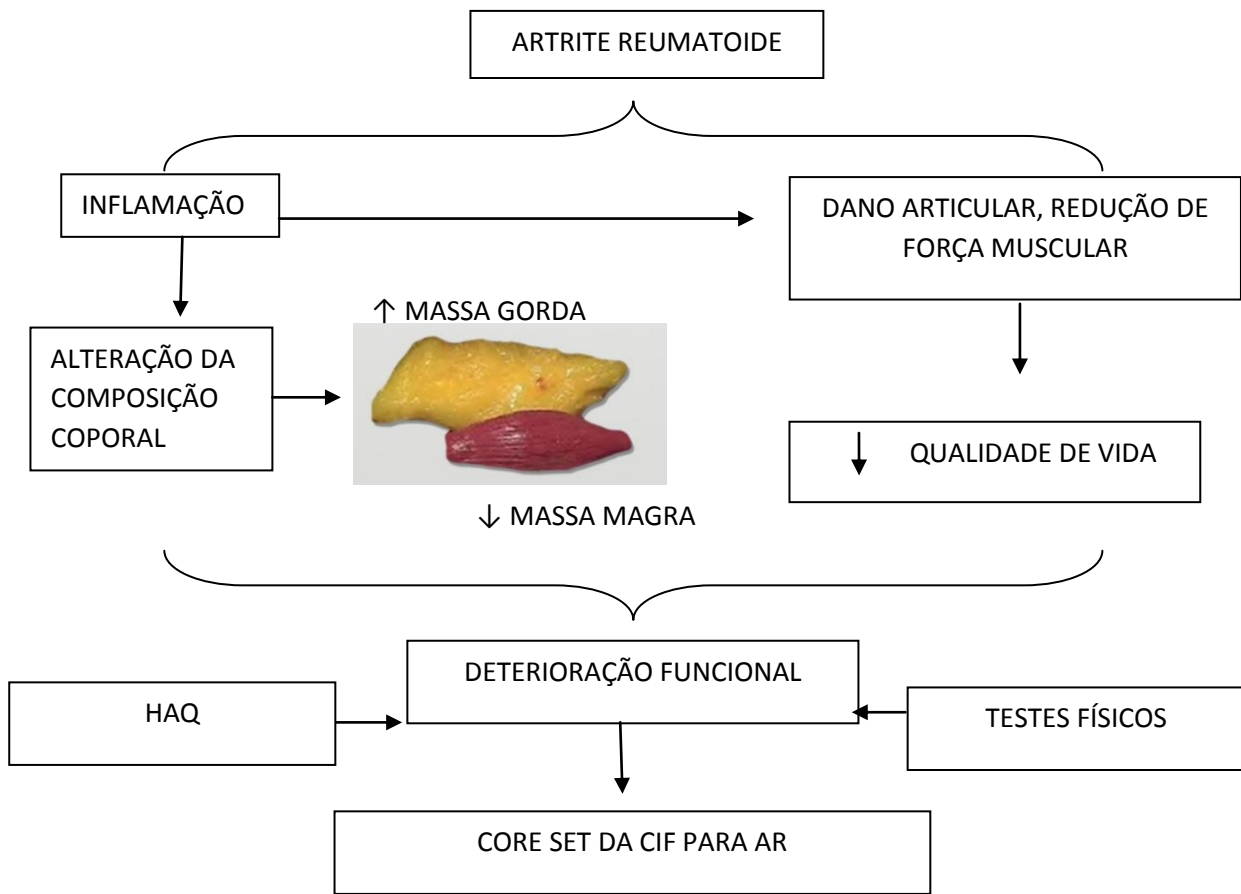 ARTRITE REUMATOIDE
INFLAMAÇÃO
DANO ARTICULAR, REDUÇÃO DE
FORÇA MUSCULAR
↑ MASSA GORDA
ALTERAÇÃO DA
COMPOSIÇÃO
COPORAL
↓ QUALIDADE DE VIDA
↓ MASSA MAGRA
DETERIORAÇÃO FUNCIONAL
HAQ
TESTES FÍSICOS
CORE SET DA CIF PARA AR